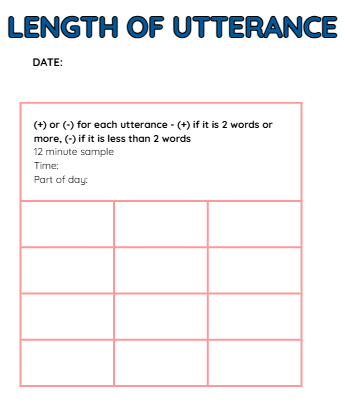 LENGTH OF UTTERANCE
DATE:
(+) or (-) for each utterance - (+) if it is 2 words or
more, (-) if it is less than 2 words
12 minute sample
Time:
Part of day: